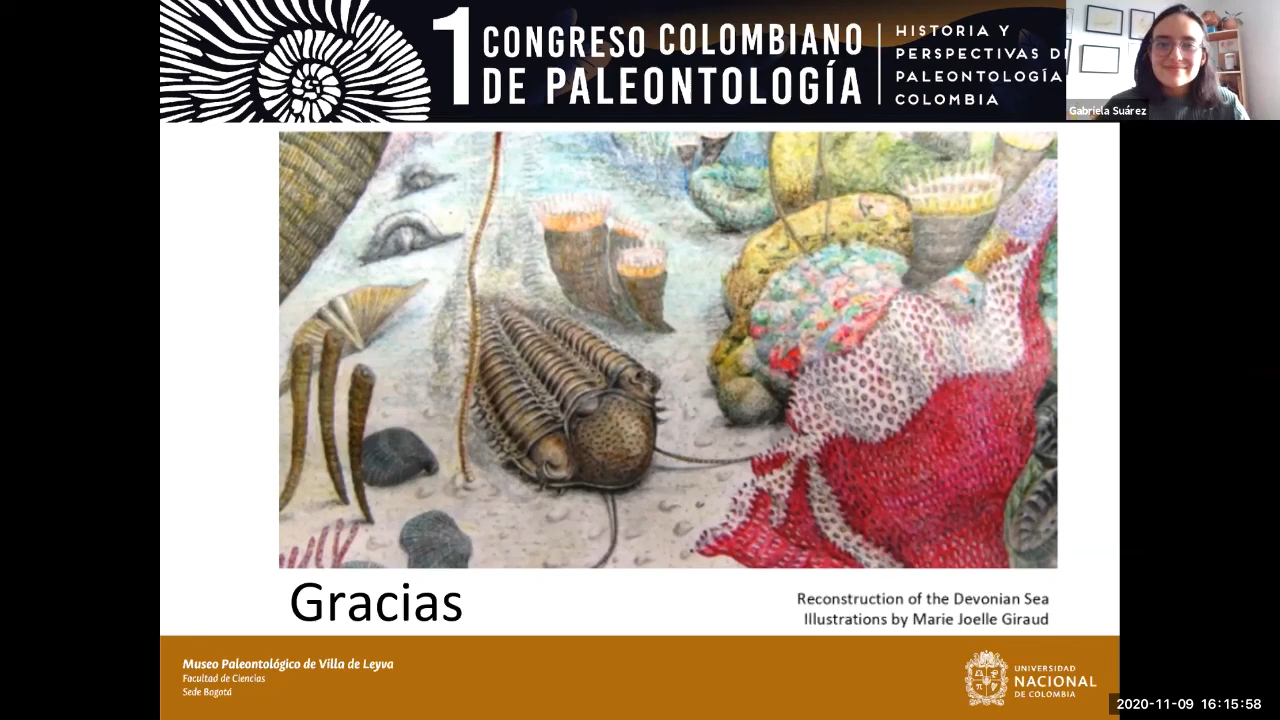 1 CONGRESO COLOMBIANO
DE PALEONTOLOGÍA
HISTORIA Y
PERSPECTIVAS D
PALEONTOLOGÍA
COLOMBIA
Gabriela Suárez
Gracias
Reconstruction of the Devonian Sea
Illustrations by Marie Joelle Giraud
Museo Paleontológico de Villa de Leyva
Facultad de Ciencias
Sede Bogotá
UNIVERSIDAD
NACIONAL
DE COLOMBIA
2020-11-09 16:15:58